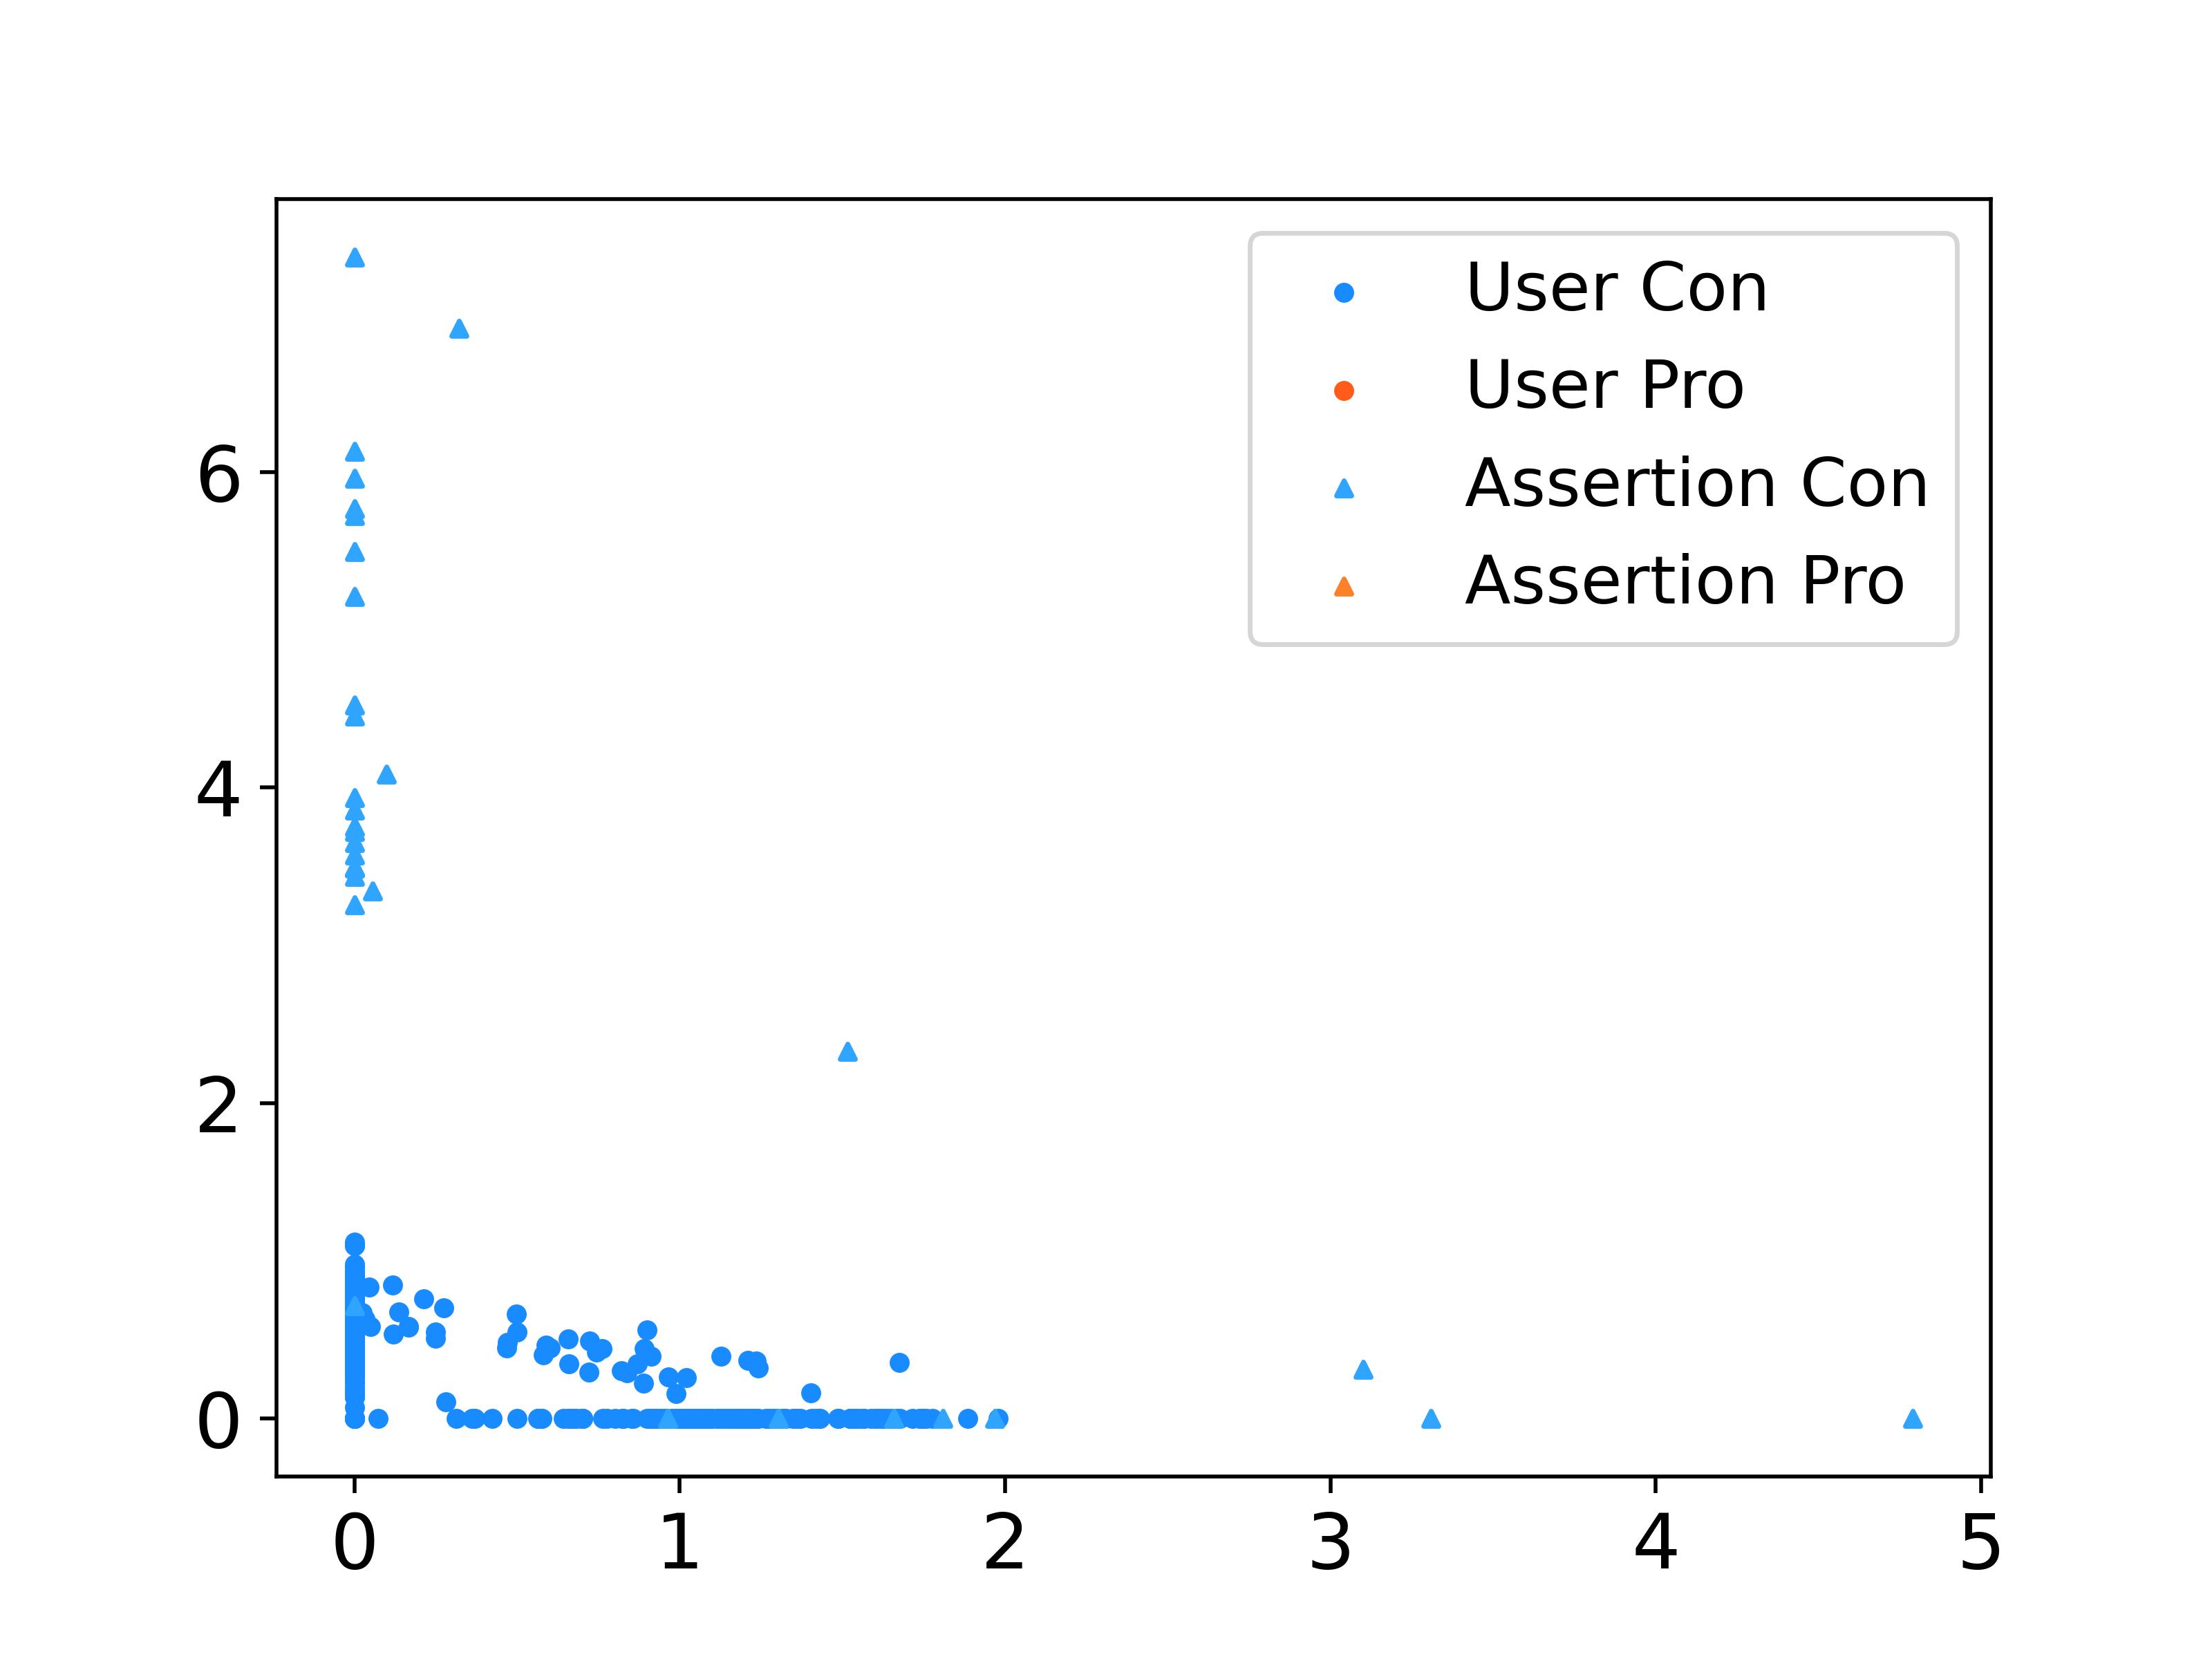 User Con
User Pro
Assertion Con
Assertion Pro
6
4
2
0
0 1 2 3 4 5